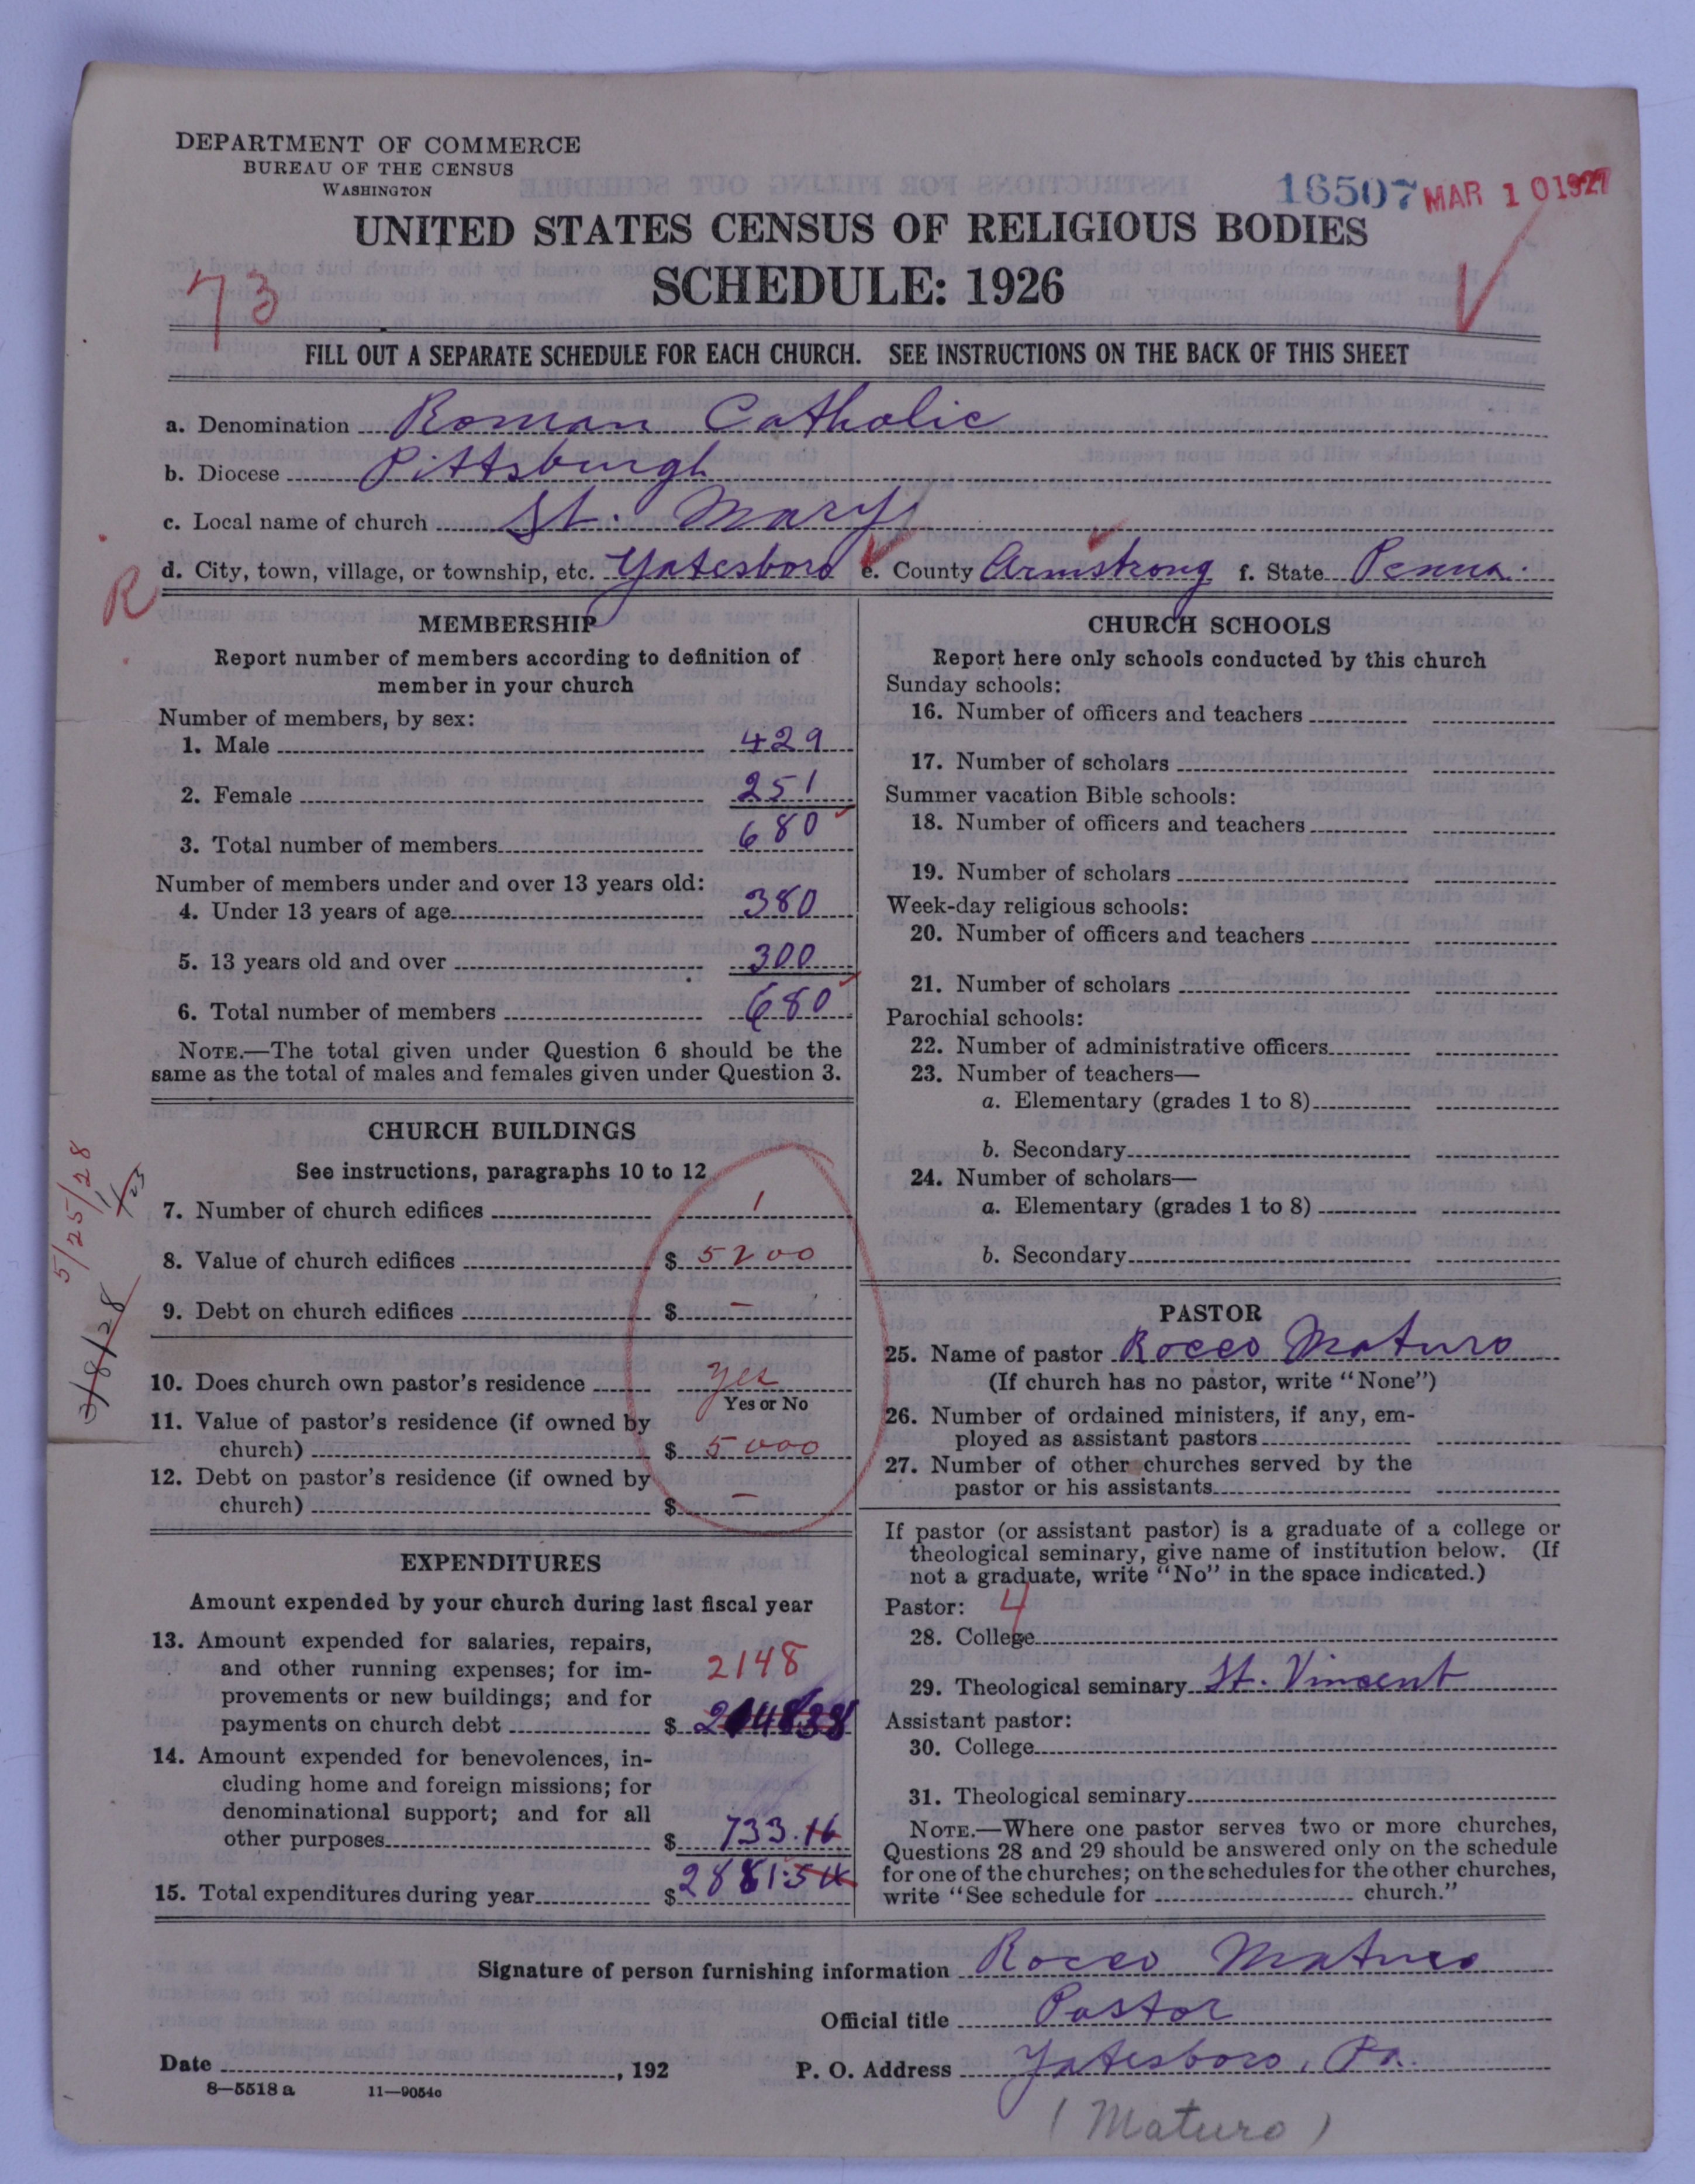 DEPARTMENT OF COMMERCE
BUREAU OF THE CENSUS
WASHINGTON
16507 MAR 10 1927
UNITED STATES CENSUS OF RELIGIOUS BODIES
SCHEDULE: 1926
73
FILL OUT A SEPARATE SCHEDULE FOR EACH CHURCH. SEE INSTRUCTIONS ON THE BACK OF THIS SHEET
a. Denomination Roman Catholic
b. Diocese Pittsburgh
c. Local name of church St. Mary
d. City, town, village, or township, etc. Yatesboro e. County Armstrong f. State Penna.
R
MEMBERSHIP
Report number of members according to definition of
member in your church
Number of members, by sex:
1. Male 429
2. Female 251
3. Total number of members 680
Number of members under and over 13 years old:
4. Under 13 years of age 380
5. 13 years old and over 300
6. Total number of members 680
NOTE.—The total given under Question 6 should be the
same as the total of males and females given under Question 3.
CHURCH BUILDINGS
See instructions, paragraphs 10 to 12
7. Number of church edifices 1
8. Value of church edifices $ 5200
9. Debt on church edifices $ —
10. Does church own pastor's residence Yes
Yes or No
11. Value of pastor's residence (if owned by
church) $ 5000
12. Debt on pastor's residence (if owned by
church) $ —
5/25/28
EXPENDITURES
Amount expended by your church during last fiscal year
13. Amount expended for salaries, repairs,
and other running expenses; for im-
provements or new buildings; and for
payments on church debt $ 2148
14. Amount expended for benevolences, in-
cluding home and foreign missions; for
denominational support; and for all
other purposes $ 733.16
15. Total expenditures during year $ 2881.54
CHURCH SCHOOLS
Report here only schools conducted by this church
Sunday schools:
16. Number of officers and teachers
17. Number of scholars
Summer vacation Bible schools:
18. Number of officers and teachers
19. Number of scholars
Week-day religious schools:
20. Number of officers and teachers
21. Number of scholars
Parochial schools:
22. Number of administrative officers
23. Number of teachers—
a. Elementary (grades 1 to 8)
b. Secondary
24. Number of scholars—
a. Elementary (grades 1 to 8)
b. Secondary
PASTOR
25. Name of pastor Rocco Maturo
(If church has no pastor, write "None")
26. Number of ordained ministers, if any, em-
ployed as assistant pastors
27. Number of other churches served by the
pastor or his assistants
If pastor (or assistant pastor) is a graduate of a college or
theological seminary, give name of institution below. (If
not a graduate, write "No" in the space indicated.)
Pastor: 4
28. College
29. Theological seminary St. Vincent
Assistant pastor:
30. College
31. Theological seminary
NOTE.—Where one pastor serves two or more churches,
Questions 28 and 29 should be answered only on the schedule
for one of the churches; on the schedules for the other churches,
write "See schedule for church."
Signature of person furnishing information Rocco Maturo
Official title Pastor
Date , 192 P. O. Address Yatesboro, Pa.
8—5518 a 11—9054a
(Maturo)